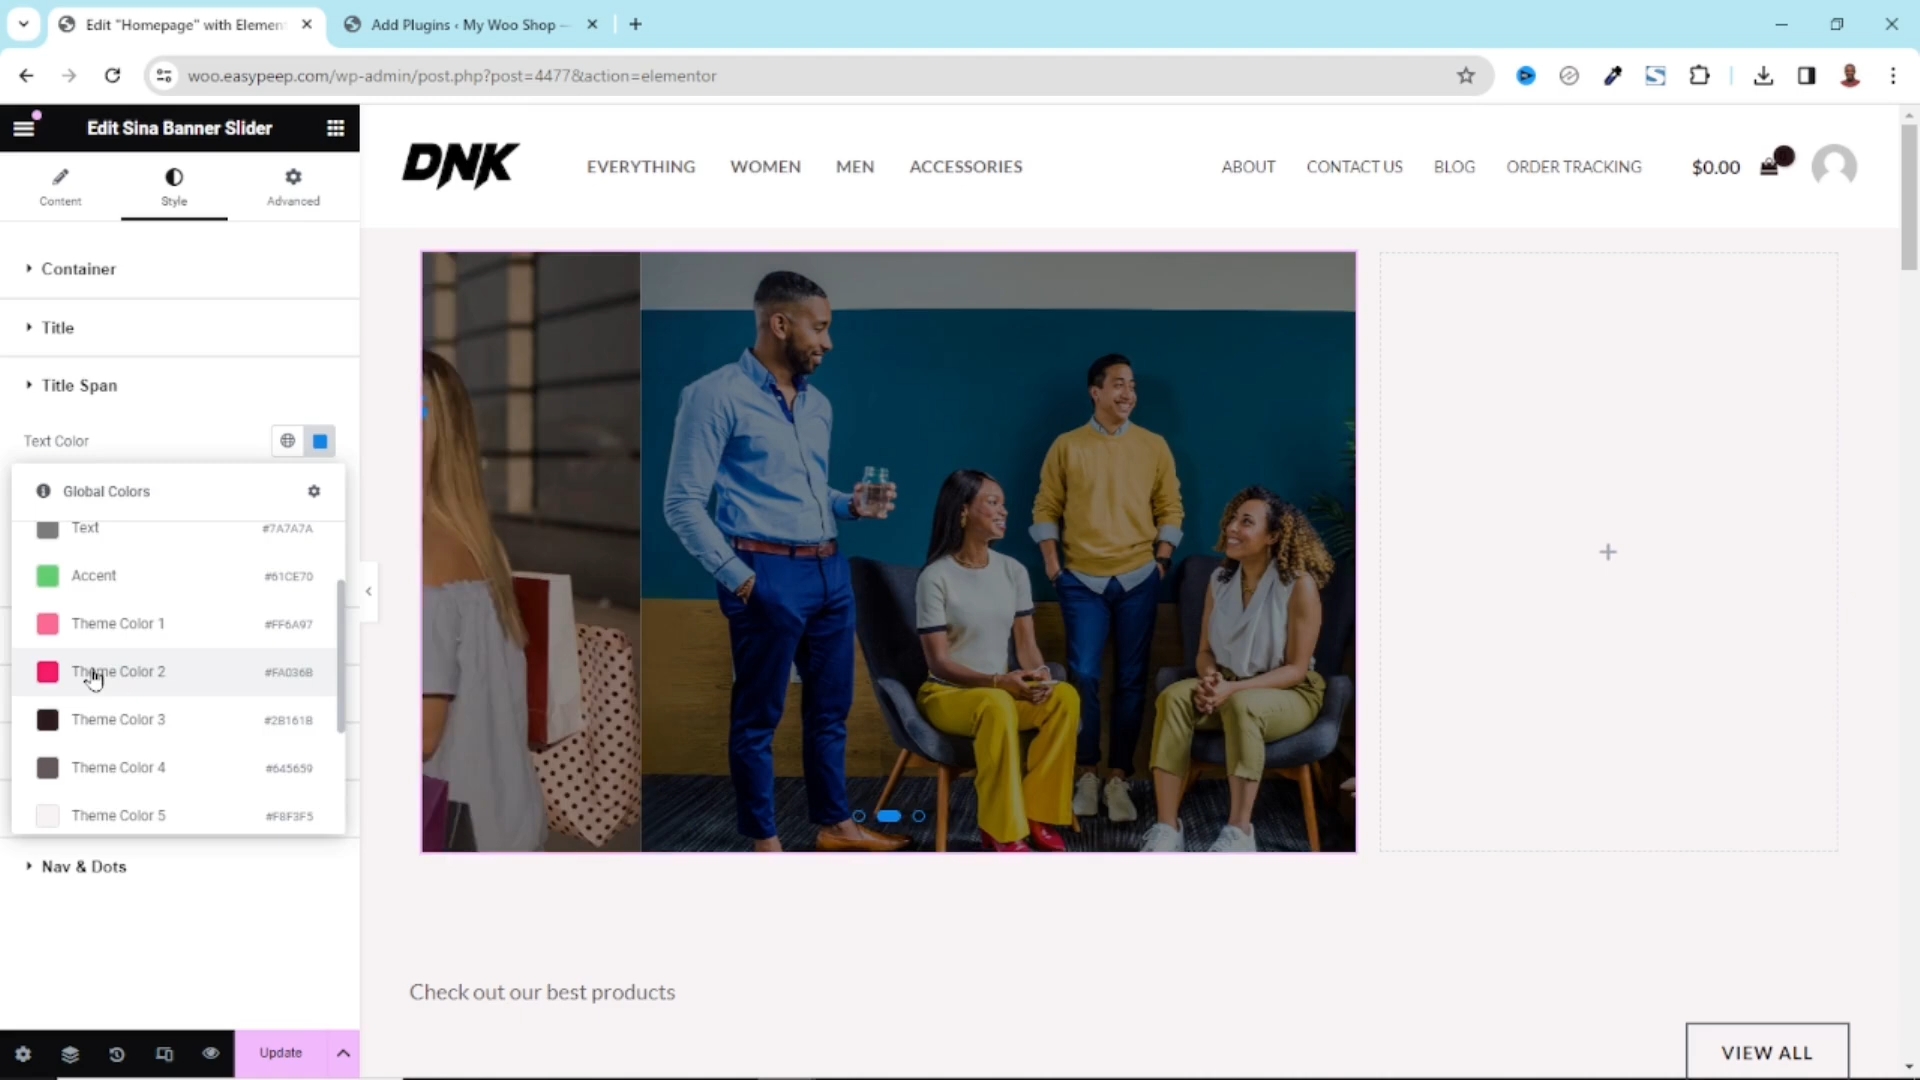 Edit "Homepage" with Elemen
Add Plugins ‹ My Woo Shop —
woo.easypeep.com/wp-admin/post.php?post=4477&action=elementor
Edit Sina Banner Slider
Content
Style
Advanced
Container
Title
Title Span
Text Color
Global Colors
Text #7A7A7A
Accent #61CE70
Theme Color 1 #FF6A97
Theme Color 2 #FA036B
Theme Color 3 #2B161B
Theme Color 4 #645659
Theme Color 5 #F8F3F5
Nav & Dots
Update
DNK
EVERYTHING WOMEN MEN ACCESSORIES
ABOUT CONTACT US BLOG ORDER TRACKING $0.00
Check out our best products
VIEW ALL